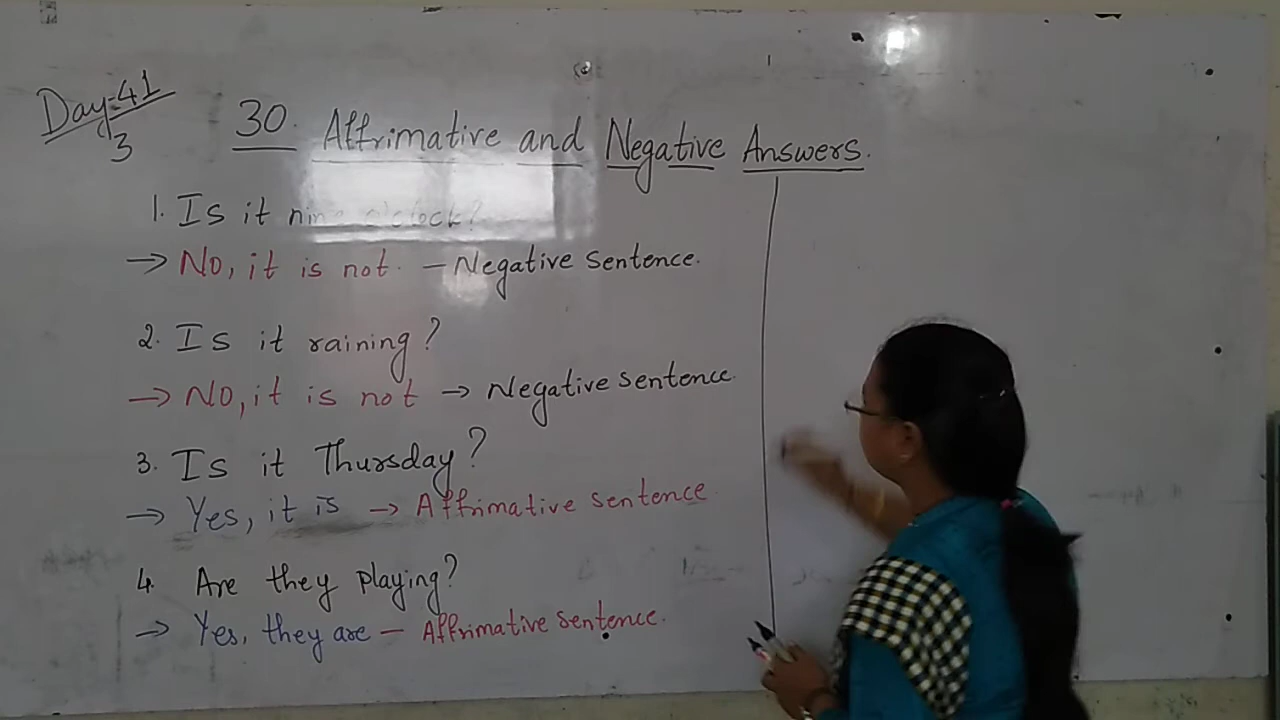 Day:-41
3
30. Affrimative and Negative Answers.
1. Is it nine o'clock?
→ No, it is not. – Negative Sentence.
2. Is it raining?
→ No, it is not → Negative sentence.
3. Is it Thursday?
→ Yes, it is → Affrimative sentence
4. Are they playing?
→ Yes, they are – Affrimative sentence.